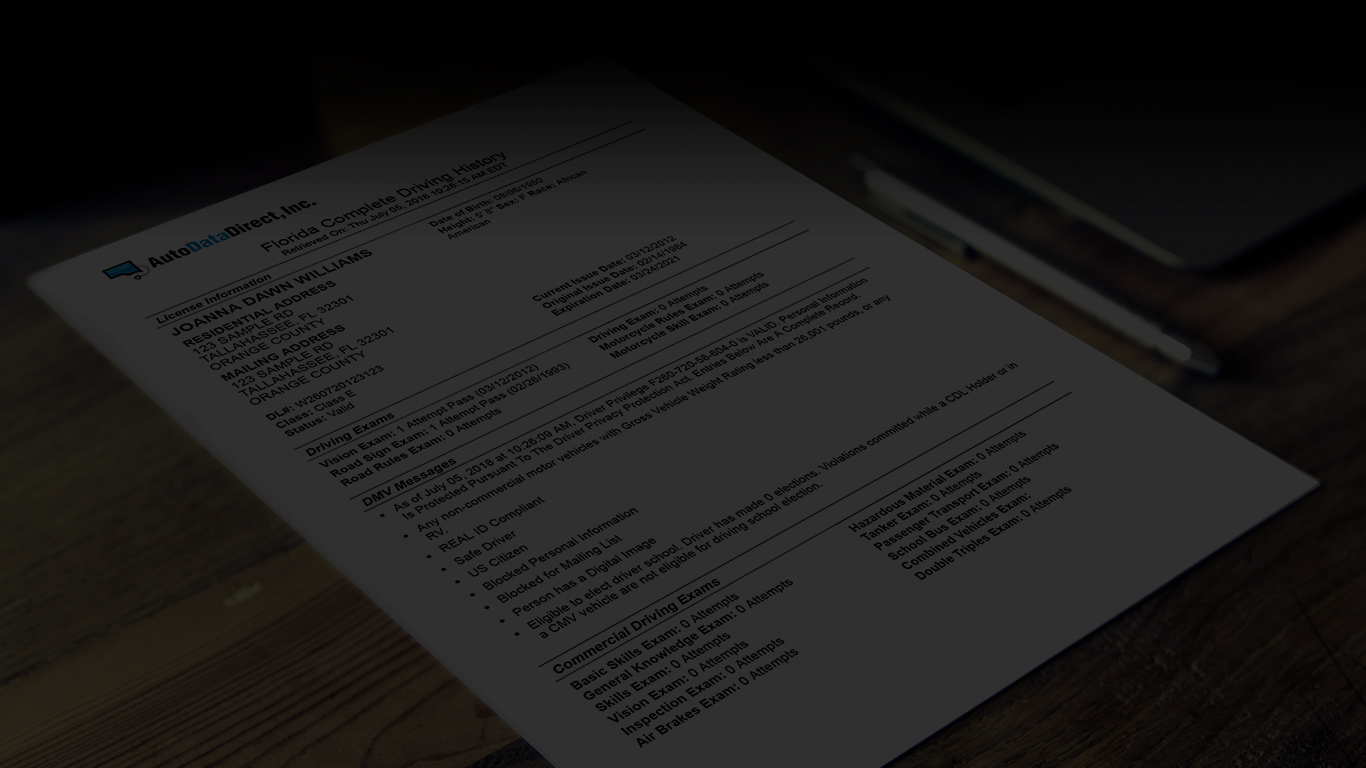 AutoDataDirect, Inc.
Florida Complete Driving History
Retrieved On: Thu July 05, 2018 10:26:15 AM EDT
License Information
JOANNA DAWN WILLIAMS
RESIDENTIAL ADDRESS
123 SAMPLE RD
TALLAHASSEE, FL 32301
ORANGE COUNTY
MAILING ADDRESS
123 SAMPLE RD
TALLAHASSEE, FL 32301
ORANGE COUNTY
DL#: W260720123123
Class: Class E
Status: Valid
Date of Birth: 08/08/1960
Height: 5' 8" Sex: F Race: African
American
Current Issue Date: 03/12/2012
Original Issue Date: 02/14/1984
Expiration Date: 03/24/2021
Driving Exams
Vision Exam: 1 Attempt Pass (03/12/2012)
Road Sign Exam: 1 Attempt Pass (02/26/1993)
Road Rules Exam: 0 Attempts
Driving Exam: 0 Attempts
Motorcycle Rules Exam: 0 Attempts
Motorcycle Skill Exam: 0 Attempts
DMV Messages
• As of July 05, 2018 at 10:26:09 AM, Driver Privilege P260-720-58-604-0 is VALID. Personal Information
Is Protected Pursuant To The Driver Privacy Protection Act. Entries Below Are A Complete Record.
• Any non-commercial motor vehicles with Gross Vehicle Weight Rating less than 26,001 pounds, or any
RV.
• REAL ID Compliant
• Safe Driver
• US Citizen
• Blocked Personal Information
• Blocked for Mailing List
• Person has a Digital Image
• Eligible to elect driver school. Driver has made 0 elections. Violations committed while a CDL Holder or in
a CMV vehicle are not eligible for driving school election.
Commercial Driving Exams
Basic Skills Exam: 0 Attempts
General Knowledge Exam: 0 Attempts
Skills Exam: 0 Attempts
Vision Exam: 0 Attempts
Inspection Exam: 0 Attempts
Air Brakes Exam: 0 Attempts
Hazardous Material Exam: 0 Attempts
Tanker Exam: 0 Attempts
Passenger Transport Exam: 0 Attempts
School Bus Exam: 0 Attempts
Combined Vehicles Exam:
Double Triples Exam: 0 Attempts